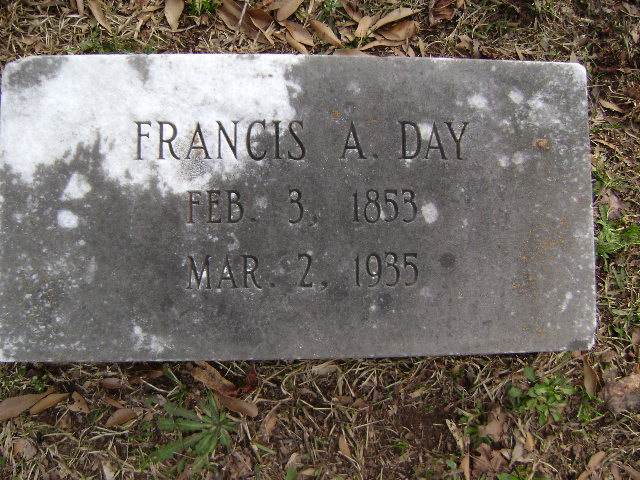 FRANCIS A. DAY
FEB. 3, 1853
MAR. 2, 1935